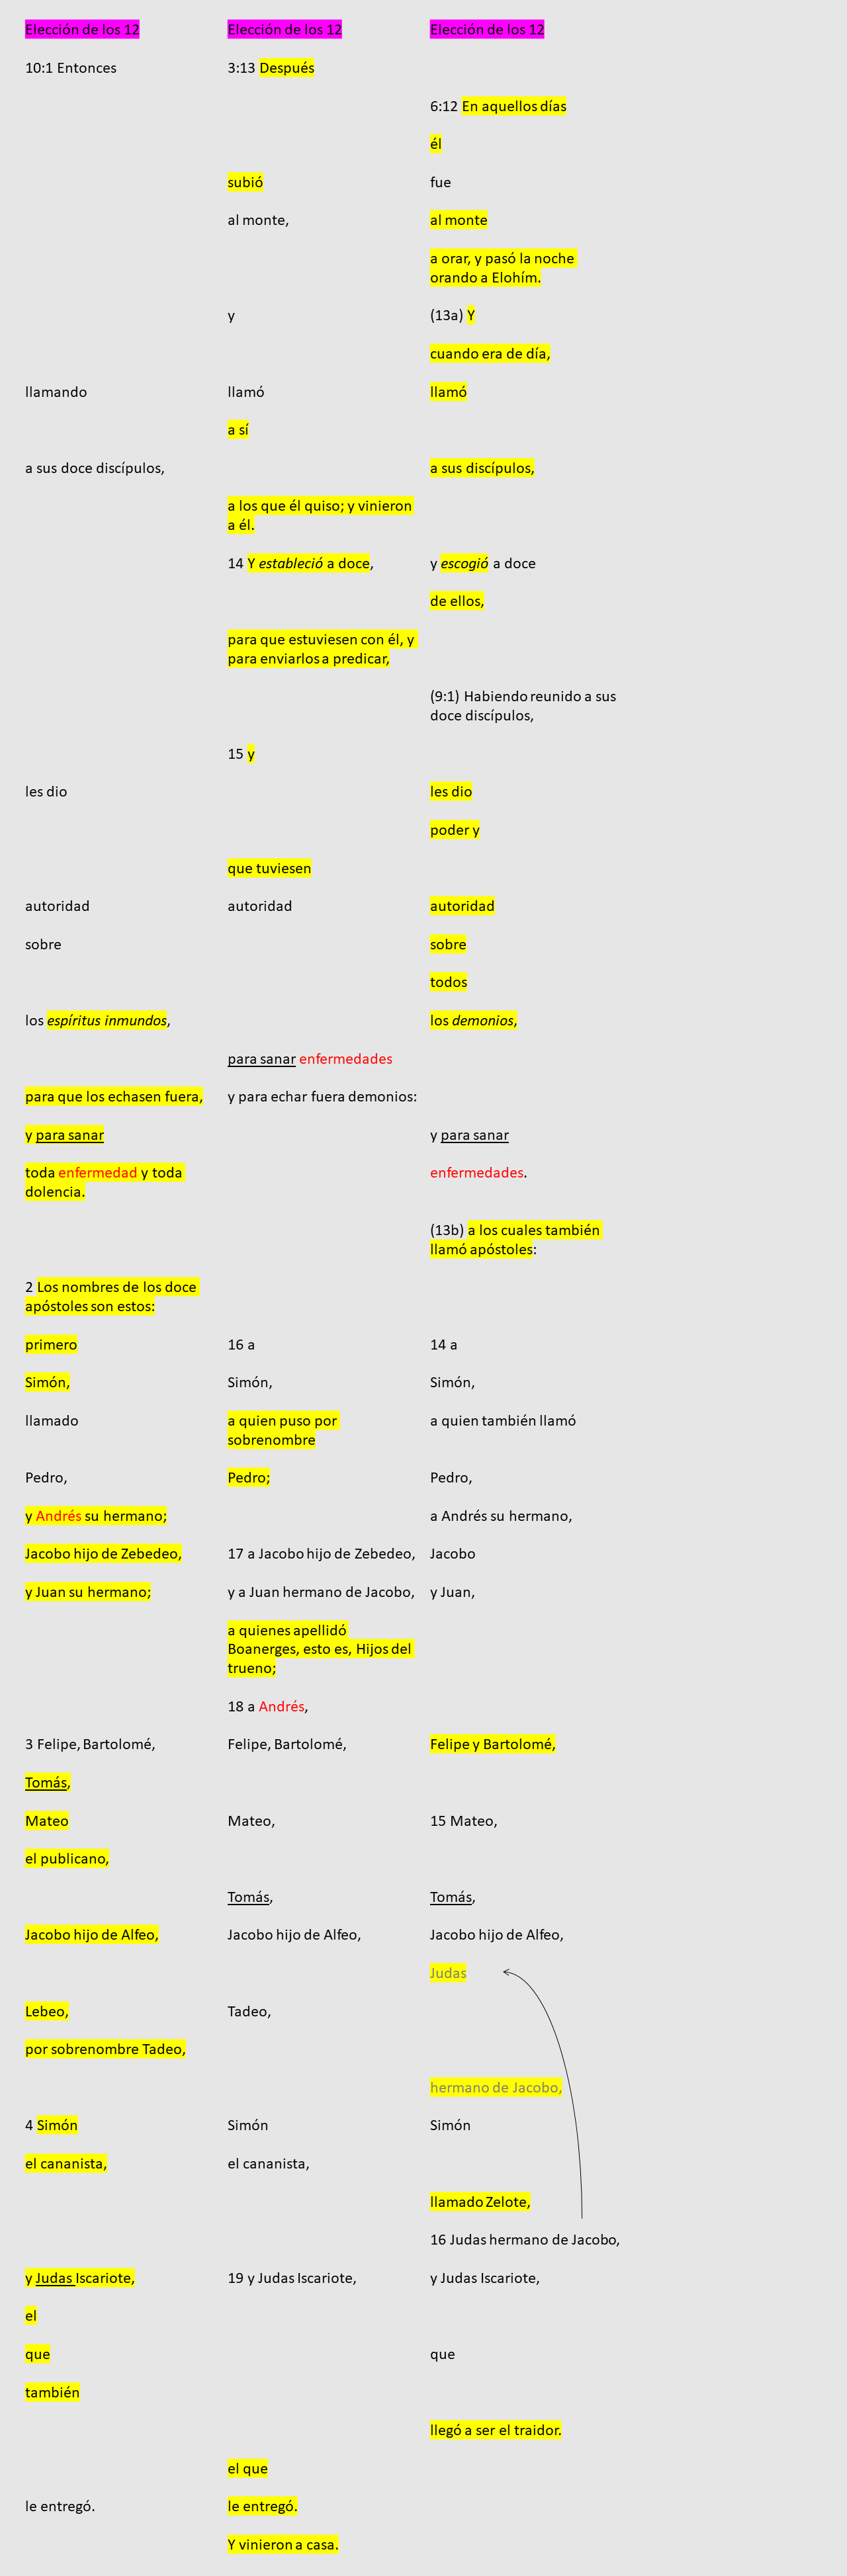 Elección de los 12 Elección de los 12 Elección de los 12
10:1 Entonces 3:13 Después
6:12 En aquellos días
él
subió fue
al monte, al monte
a orar, y pasó la noche
orando a Elohím.
y (13a) Y
cuando era de día,
llamando llamó llamó
a sí
a sus doce discípulos, a sus discípulos,
a los que él quiso; y vinieron
a él.
14 Y estableció a doce, y escogió a doce
de ellos,
para que estuviesen con él, y
para enviarlos a predicar,
(9:1) Habiendo reunido a sus
doce discípulos,
15 y
les dio les dio
poder y
que tuviesen
autoridad autoridad autoridad
sobre sobre
todos
los espíritus inmundos, los demonios,
para sanar enfermedades
para que los echasen fuera, y para echar fuera demonios:
y para sanar y para sanar
toda enfermedad y toda enfermedades.
dolencia.
(13b) a los cuales también
llamó apóstoles:
2 Los nombres de los doce
apóstoles son estos:
primero 16 a 14 a
Simón, Simón, Simón,
llamado a quien puso por a quien también llamó
sobrenombre
Pedro, Pedro; Pedro,
y Andrés su hermano; a Andrés su hermano,
Jacobo hijo de Zebedeo, 17 a Jacobo hijo de Zebedeo, Jacobo
y Juan su hermano; y a Juan hermano de Jacobo, y Juan,
a quienes apellidó
Boanerges, esto es, Hijos del
trueno;
18 a Andrés,
3 Felipe, Bartolomé, Felipe, Bartolomé, Felipe y Bartolomé,
Tomás,
Mateo Mateo, 15 Mateo,
el publicano,
Tomás, Tomás,
Jacobo hijo de Alfeo, Jacobo hijo de Alfeo, Jacobo hijo de Alfeo,
Judas
Lebeo, Tadeo,
por sobrenombre Tadeo,
hermano de Jacobo,
4 Simón Simón Simón
el cananista, el cananista,
llamado Zelote,
16 Judas hermano de Jacobo,
y Judas Iscariote, 19 y Judas Iscariote, y Judas Iscariote,
el
que que
también
llegó a ser el traidor.
el que
le entregó. le entregó.
Y vinieron a casa.